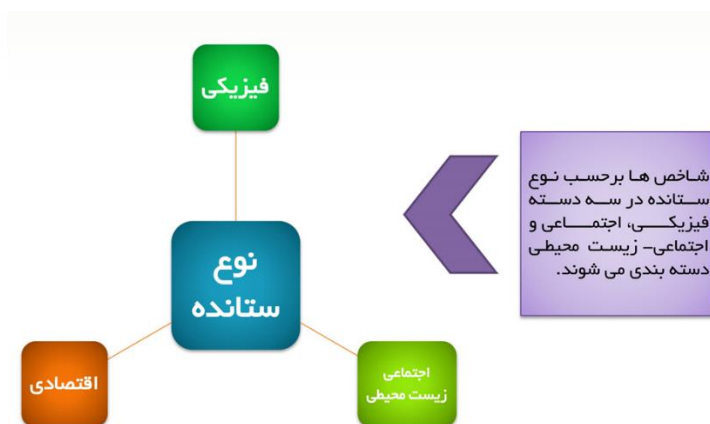 فیزیکی
شاخص ها برحسب نوع
ستانده در سه دسته
فیزیکی، اجتماعی و
اجتماعی- زیست محیطی
دسته بندی می شوند.
نوع
ستانده
اجتماعی
زیست محیطی
اقتصادی